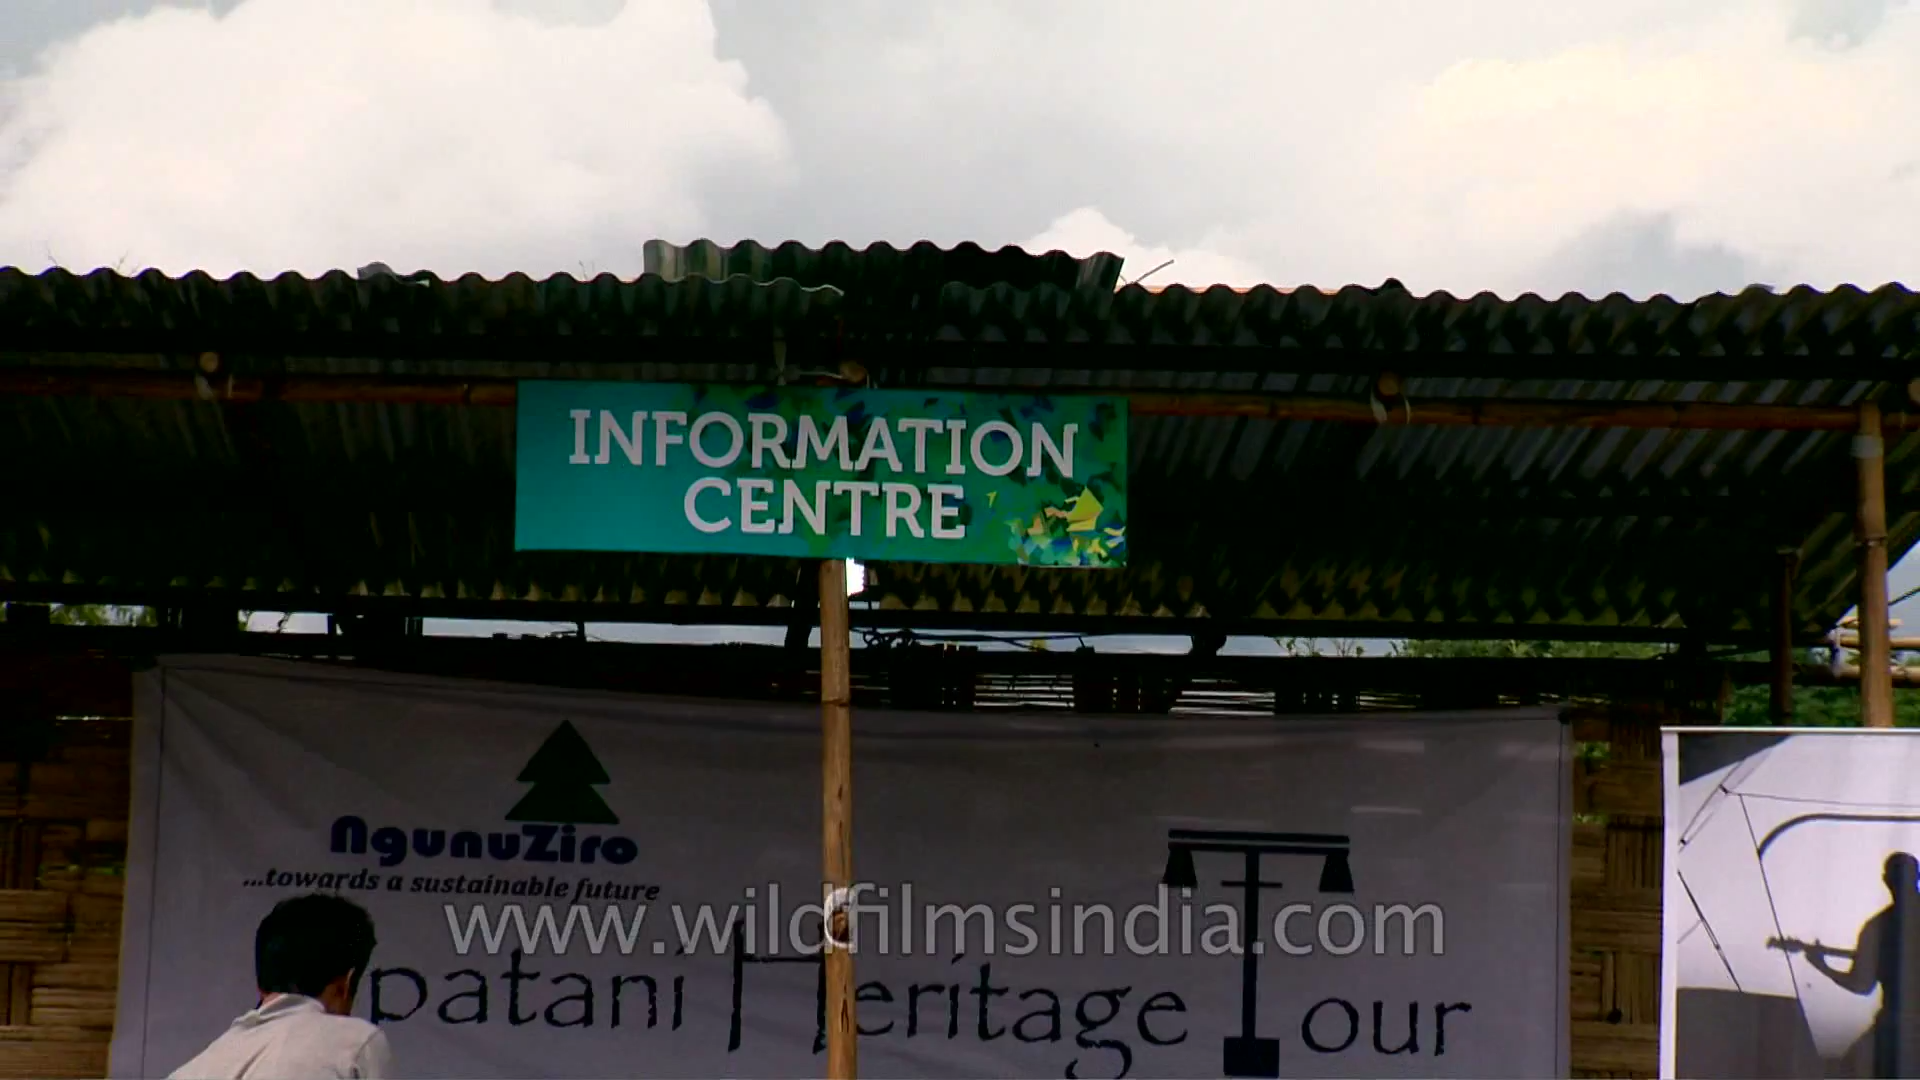 INFORMATION
CENTRE
NgunuZiro
...towards a sustainable future
www.wildfilmsindia.com
patani Heritage Tour